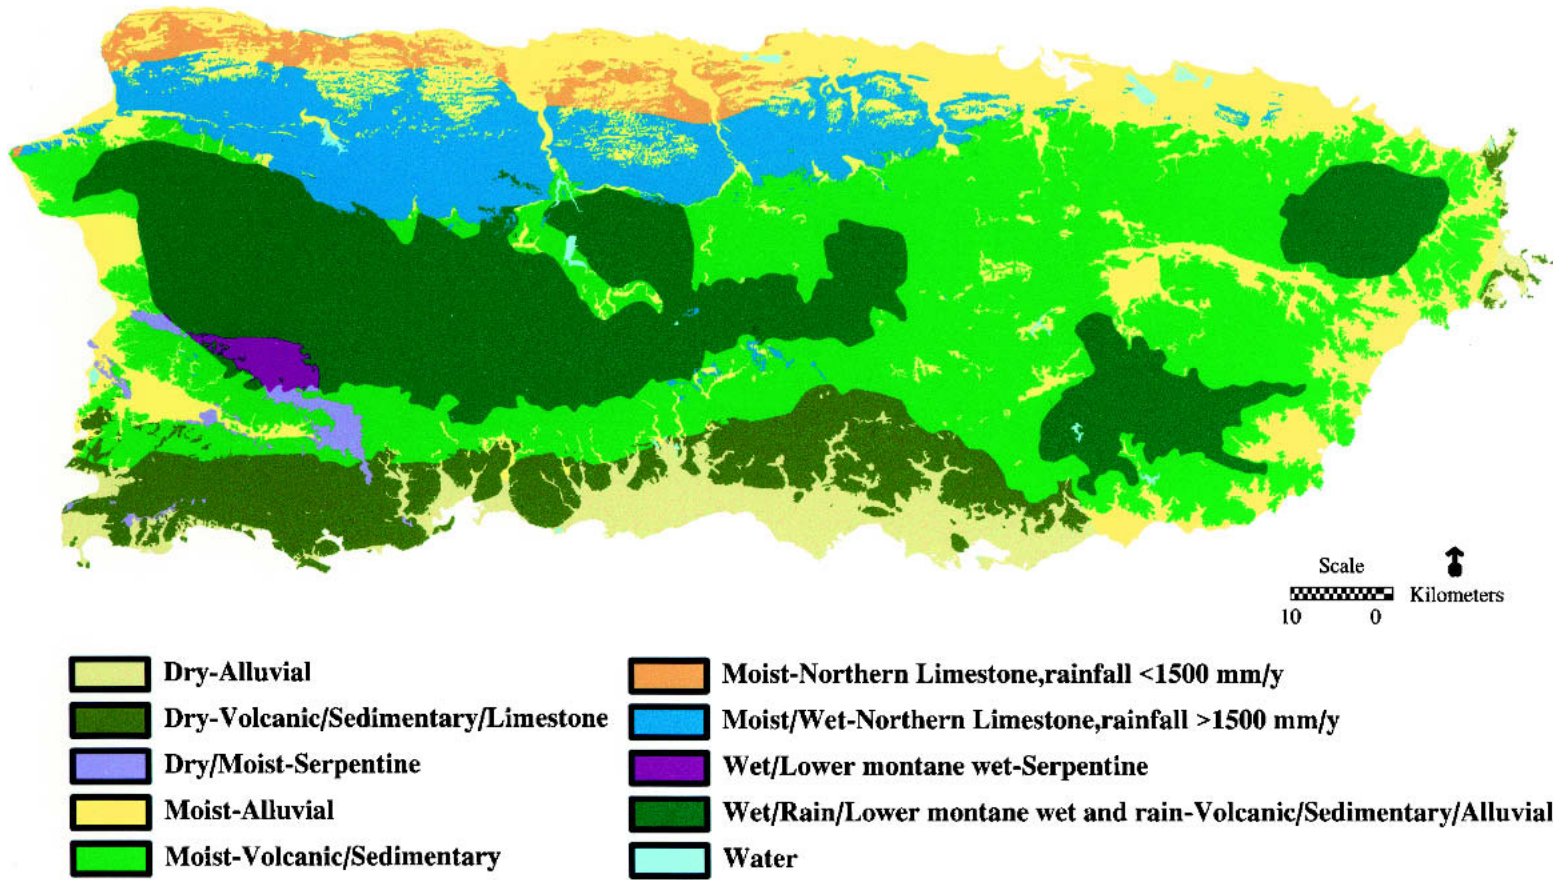 Scale
Kilometers
10 0
Dry-Alluvial
Dry-Volcanic/Sedimentary/Limestone
Dry/Moist-Serpentine
Moist-Alluvial
Moist-Volcanic/Sedimentary
Moist-Northern Limestone,rainfall <1500 mm/y
Moist/Wet-Northern Limestone,rainfall >1500 mm/y
Wet/Lower montane wet-Serpentine
Wet/Rain/Lower montane wet and rain-Volcanic/Sedimentary/Alluvial
Water